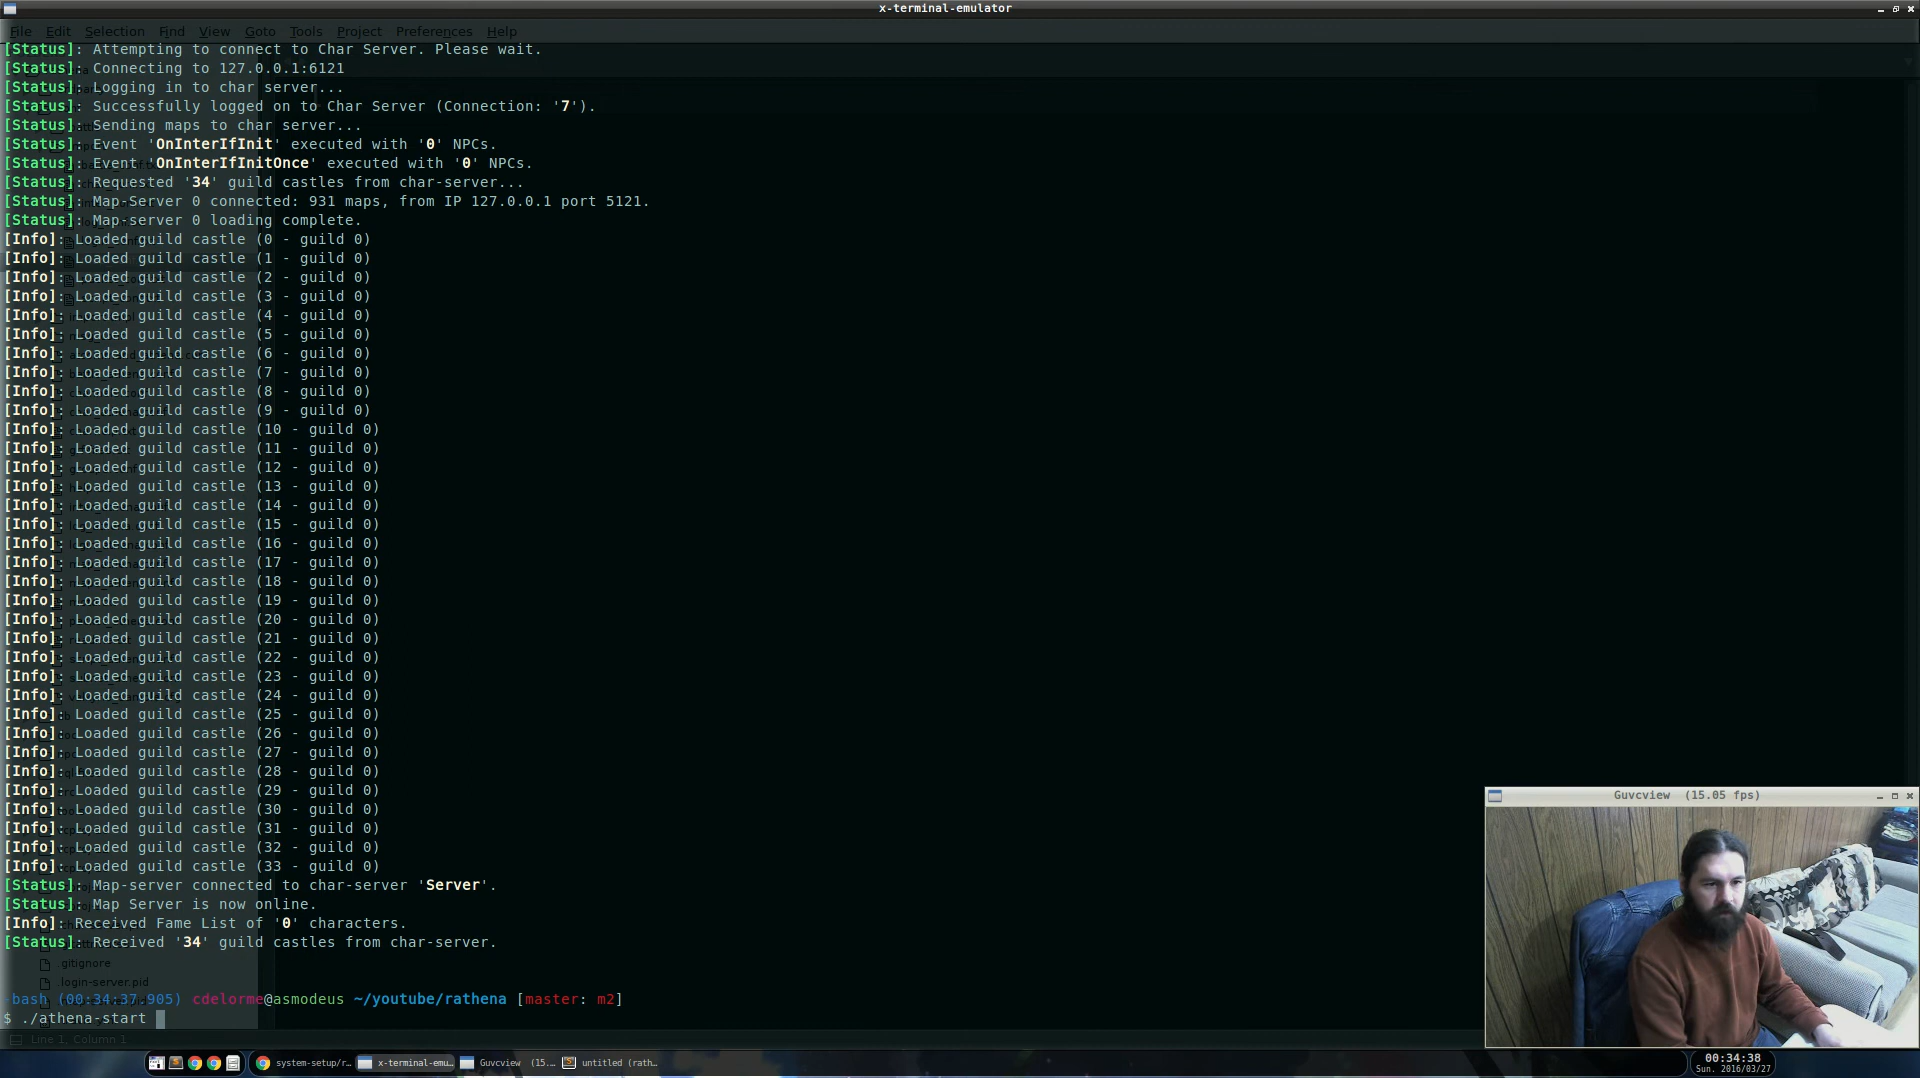 x-terminal-emulator
File Edit Selection Find View Goto Tools Project Preferences Help
[Status]: Attempting to connect to Char Server. Please wait.
[Status]: Connecting to 127.0.0.1:6121
[Status]: Logging in to char server...
[Status]: Successfully logged on to Char Server (Connection: '7').
[Status]: Sending maps to char server...
[Status]: Event 'OnInterIfInit' executed with '0' NPCs.
[Status]: Event 'OnInterIfInitOnce' executed with '0' NPCs.
[Status]: Requested '34' guild castles from char-server...
[Status]: Map-Server 0 connected: 931 maps, from IP 127.0.0.1 port 5121.
[Status]: Map-server 0 loading complete.
[Info]: Loaded guild castle (0 - guild 0)
[Info]: Loaded guild castle (1 - guild 0)
[Info]: Loaded guild castle (2 - guild 0)
[Info]: Loaded guild castle (3 - guild 0)
[Info]: Loaded guild castle (4 - guild 0)
[Info]: Loaded guild castle (5 - guild 0)
[Info]: Loaded guild castle (6 - guild 0)
[Info]: Loaded guild castle (7 - guild 0)
[Info]: Loaded guild castle (8 - guild 0)
[Info]: Loaded guild castle (9 - guild 0)
[Info]: Loaded guild castle (10 - guild 0)
[Info]: Loaded guild castle (11 - guild 0)
[Info]: Loaded guild castle (12 - guild 0)
[Info]: Loaded guild castle (13 - guild 0)
[Info]: Loaded guild castle (14 - guild 0)
[Info]: Loaded guild castle (15 - guild 0)
[Info]: Loaded guild castle (16 - guild 0)
[Info]: Loaded guild castle (17 - guild 0)
[Info]: Loaded guild castle (18 - guild 0)
[Info]: Loaded guild castle (19 - guild 0)
[Info]: Loaded guild castle (20 - guild 0)
[Info]: Loaded guild castle (21 - guild 0)
[Info]: Loaded guild castle (22 - guild 0)
[Info]: Loaded guild castle (23 - guild 0)
[Info]: Loaded guild castle (24 - guild 0)
[Info]: Loaded guild castle (25 - guild 0)
[Info]: Loaded guild castle (26 - guild 0)
[Info]: Loaded guild castle (27 - guild 0)
[Info]: Loaded guild castle (28 - guild 0)
[Info]: Loaded guild castle (29 - guild 0)
[Info]: Loaded guild castle (30 - guild 0)
[Info]: Loaded guild castle (31 - guild 0)
[Info]: Loaded guild castle (32 - guild 0)
[Info]: Loaded guild castle (33 - guild 0)
[Status]: Map-server connected to char-server 'Server'.
[Status]: Map Server is now online.
[Info]: Received Fame List of '0' characters.
[Status]: Received '34' guild castles from char-server.
.gitignore
.login-server.pid
-bash (00:34:37.905) cdelorme@asmodeus ~/youtube/rathena [master: m2]
$ ./athena-start
Line 1, Column 1
Guvcview (15.05 fps)
system-setup/r... x-terminal-emu... Guvcview (15.... untitled (rath...
00:34:38
Sun. 2016/03/27